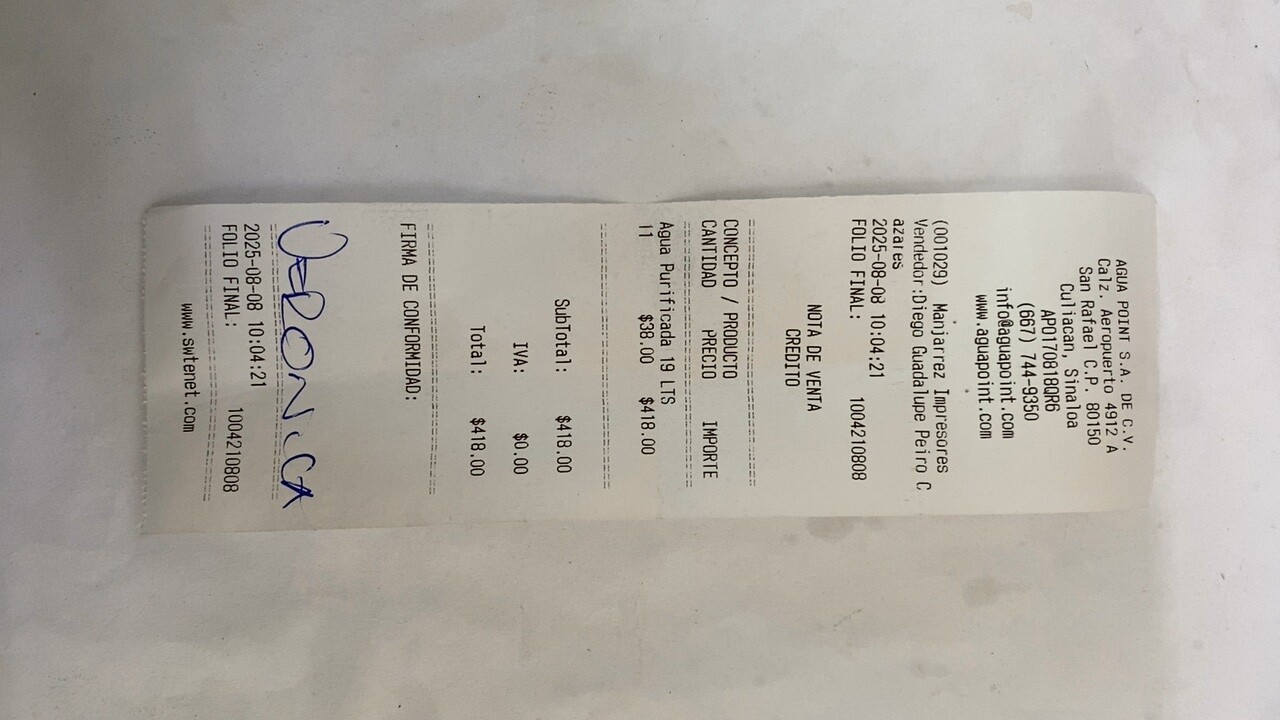 AGUA POINT S.A. DE C.V.
Calz. Aeropuerto 4912 A
San Rafael C.P. 80150
Culiacan, Sinaloa
APO170818QR6
(667) 744-9350
info@aguapoint.com
www.aguapoint.com
(001029) Manjarrez Impresores
Vendedor:Diego Guadalupe Peiro C
azares
2025-08-08 10:04:21
FOLIO FINAL: 1004210808
NOTA DE VENTA
CREDITO
CONCEPTO / PRODUCTO
CANTIDAD PRECIO IMPORTE
Agua Purificada 19 LTS
11 $38.00 $418.00
SubTotal: $418.00
IVA: $0.00
Total: $418.00
FIRMA DE CONFORMIDAD:
VERONICA
2025-08-08 10:04:21
FOLIO FINAL: 1004210808
www.swtenet.com